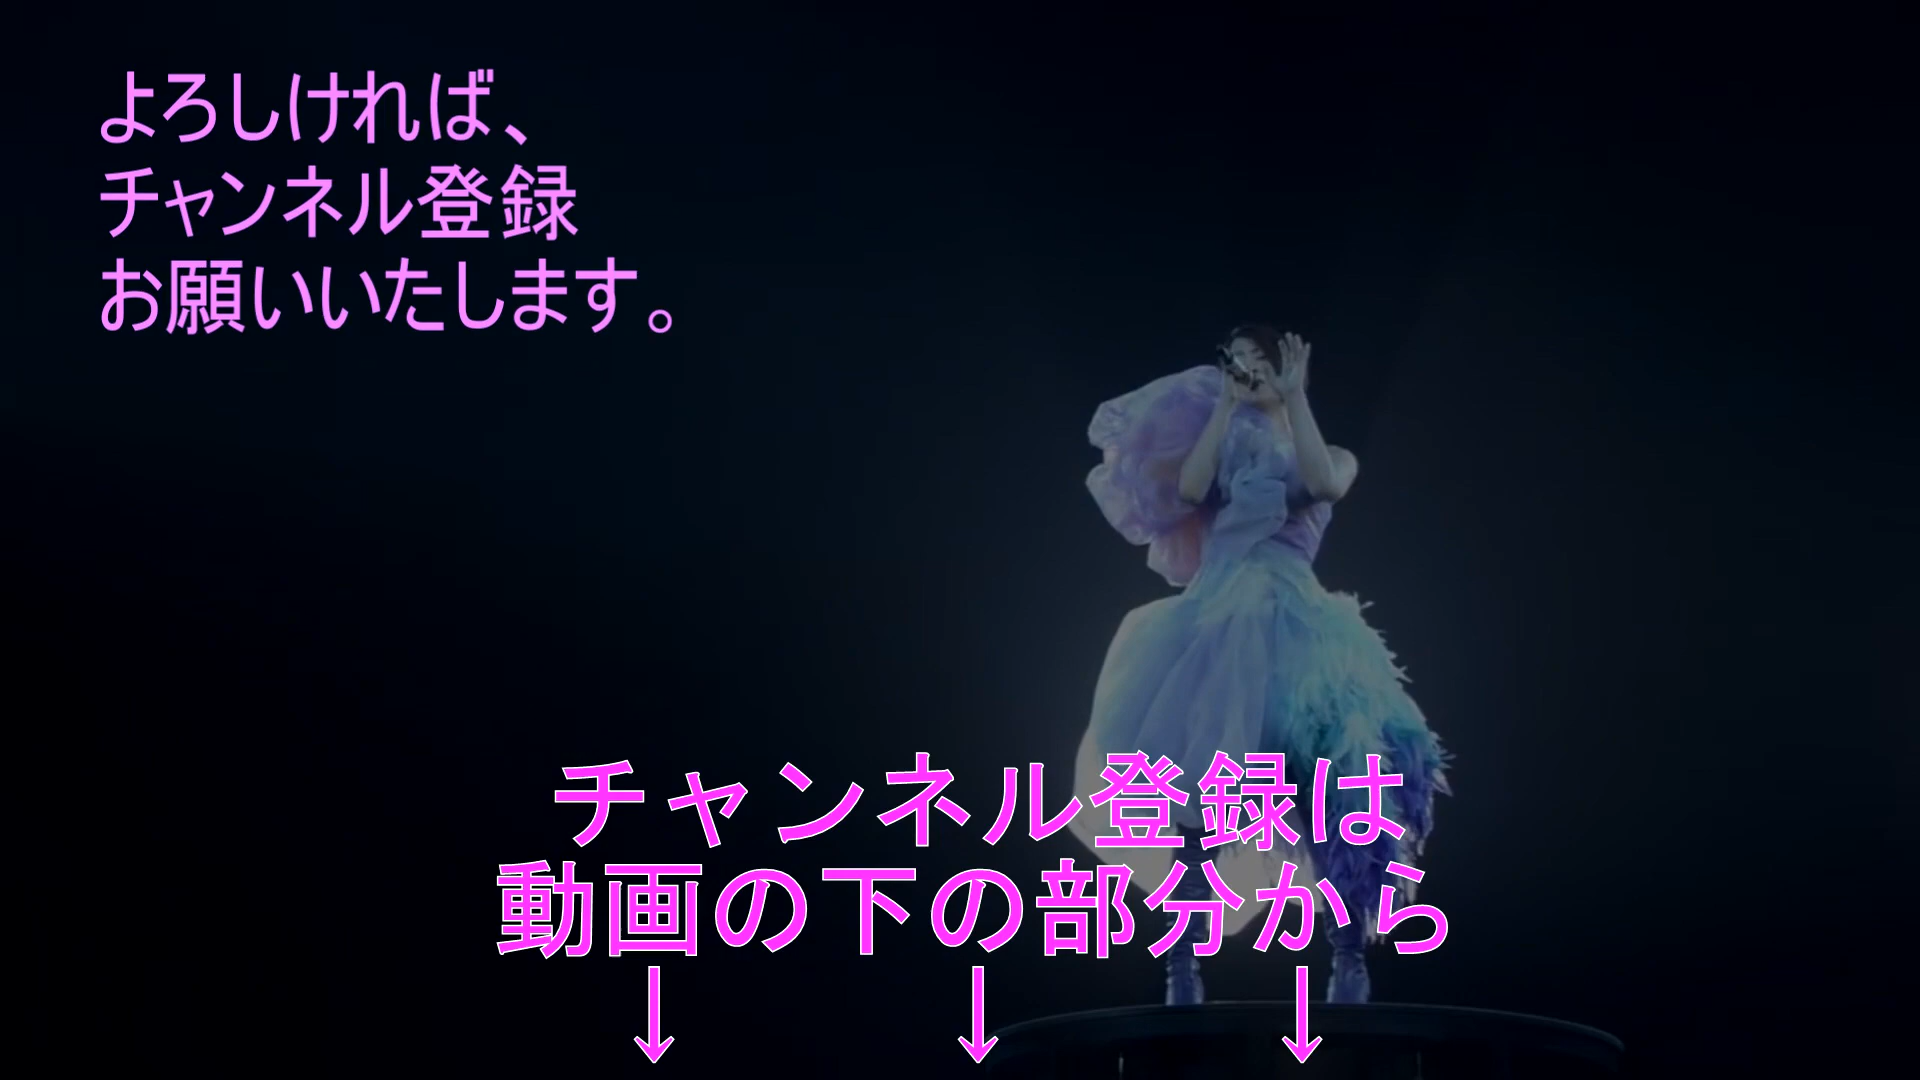 よろしければ、
チャンネル登録
お願いいたします。
チャンネル登録は
動画の下の部分から
↓ ↓ ↓